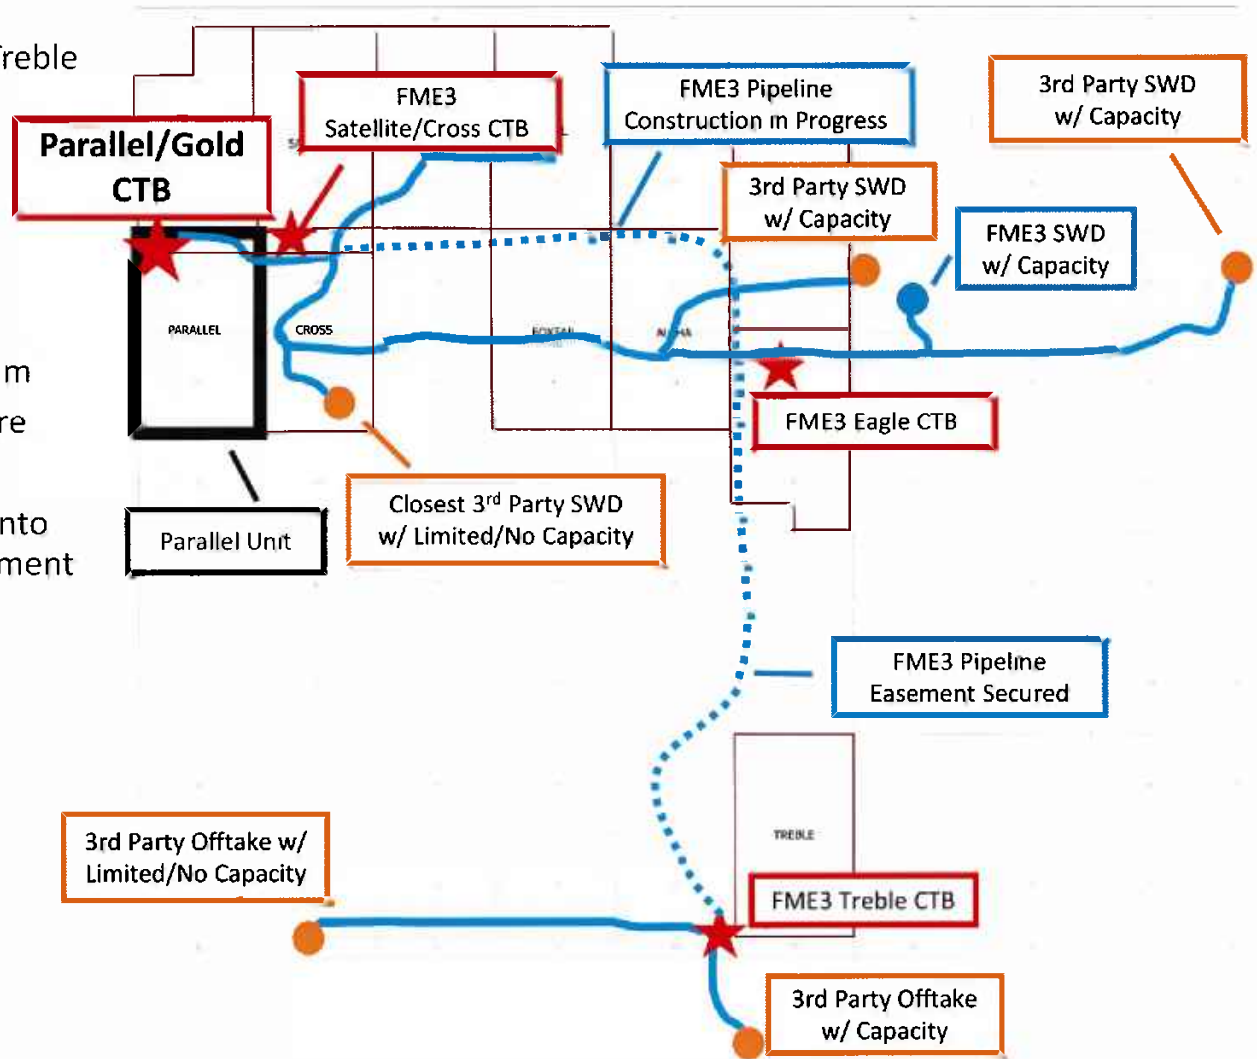 Treble
FME3
Satellite/Cross CTB
FME3 Pipeline
Construction in Progress
3rd Party SWD
w/ Capacity
Parallel/Gold
CTB
3rd Party SWD
w/ Capacity
FME3 SWD
w/ Capacity
PARALLEL
CROSS
m
re
FME3 Eagle CTB
Closest 3rd Party SWD
w/ Limited/No Capacity
nto
ment
Parallel Unit
FME3 Pipeline
Easement Secured
TREBLE
3rd Party Offtake w/
Limited/No Capacity
FME3 Treble CTB
3rd Party Offtake
w/ Capacity